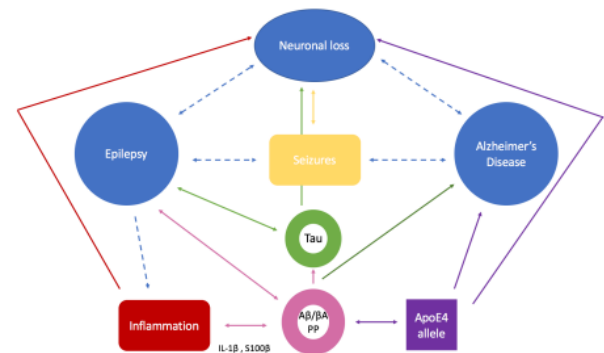 Neuronal loss
Epilepsy
Seizures
Alzheimer's
Disease
Tau
Inflammation
IL-1β , S100β
Aβ/βA
PP
ApoE4
allele